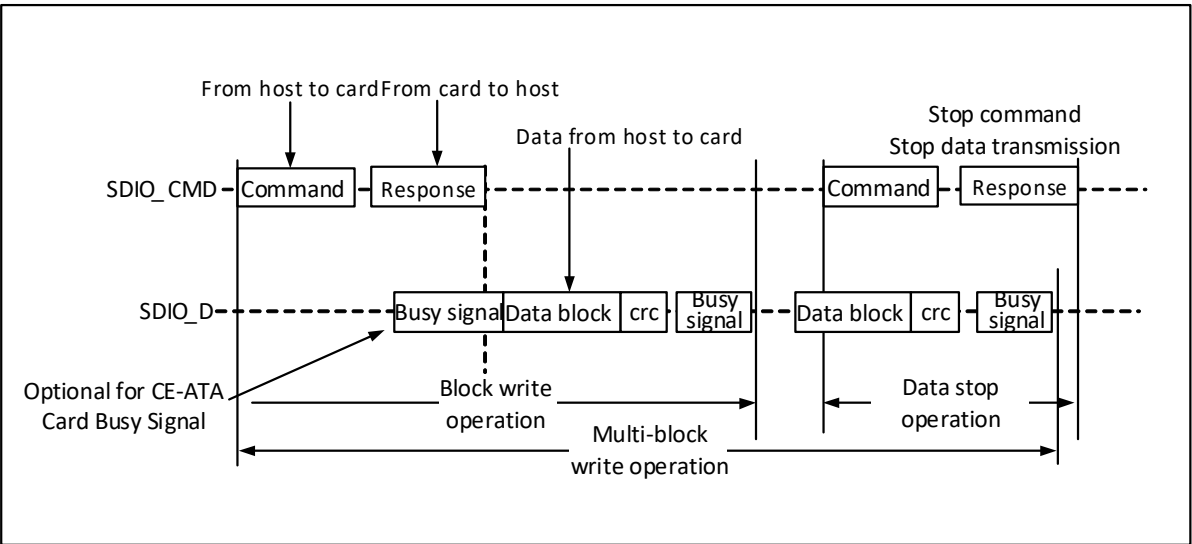 From host to card From card to host
Stop command
Data from host to card
Stop data transmission
SDIO_CMD Command Response Command Response
SDIO_D Busy signal Data block crc Busy signal Data block crc Busy signal
Optional for CE-ATA
Card Busy Signal
Block write
operation
Data stop
operation
Multi-block
write operation